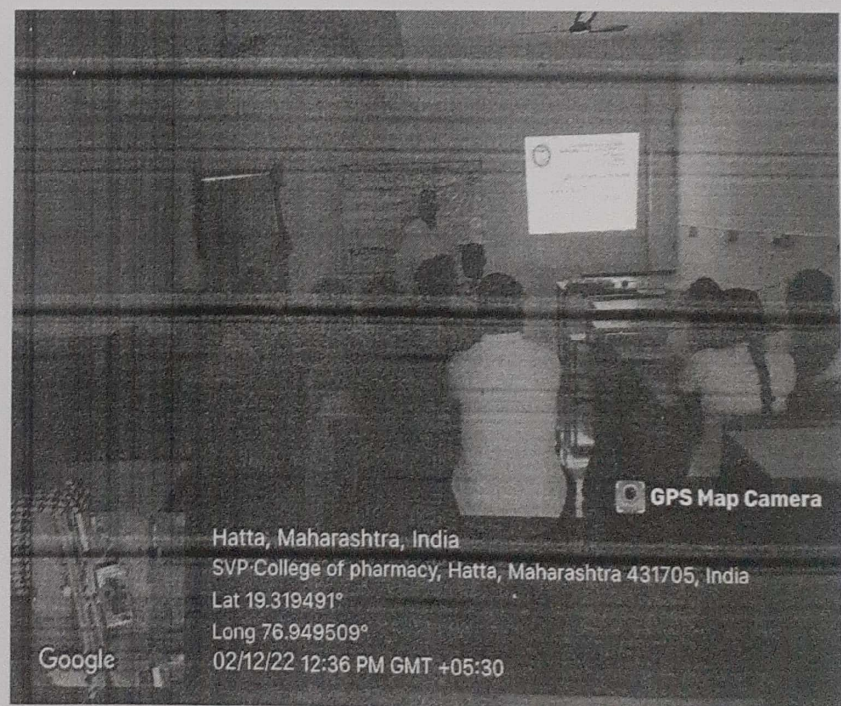 GPS Map Camera
Hatta, Maharashtra, India
SVP College of pharmacy, Hatta, Maharashtra 431705, India
Lat 19.319491°
Long 76.949509°
02/12/22 12:36 PM GMT +05:30
Google